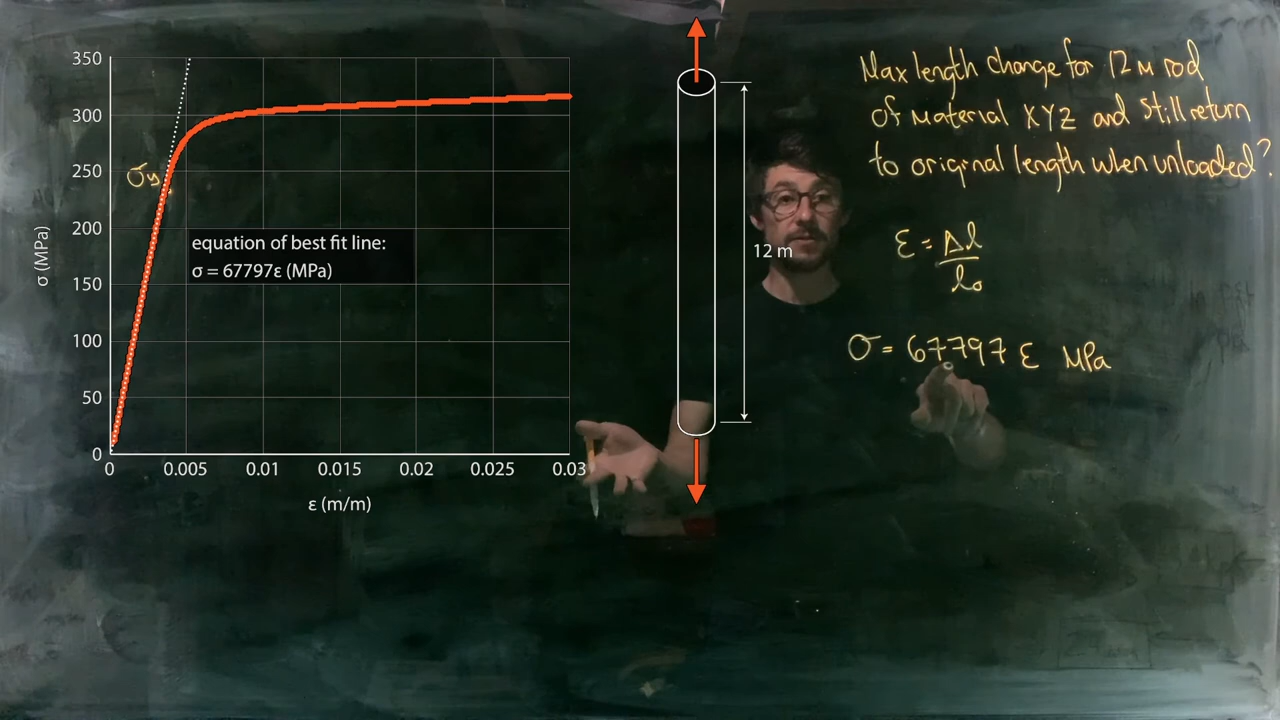 350
300
250
200
150
100
50
0
σ (MPa)
σy
equation of best fit line:
σ = 67797ε (MPa)
0 0.005 0.01 0.015 0.02 0.025 0.03
ε (m/m)
12 m
Max length change for 12 m rod
of Material XYZ and still return
to original length when unloaded?
ε = Δl
l₀
σ = 67797 ε MPa